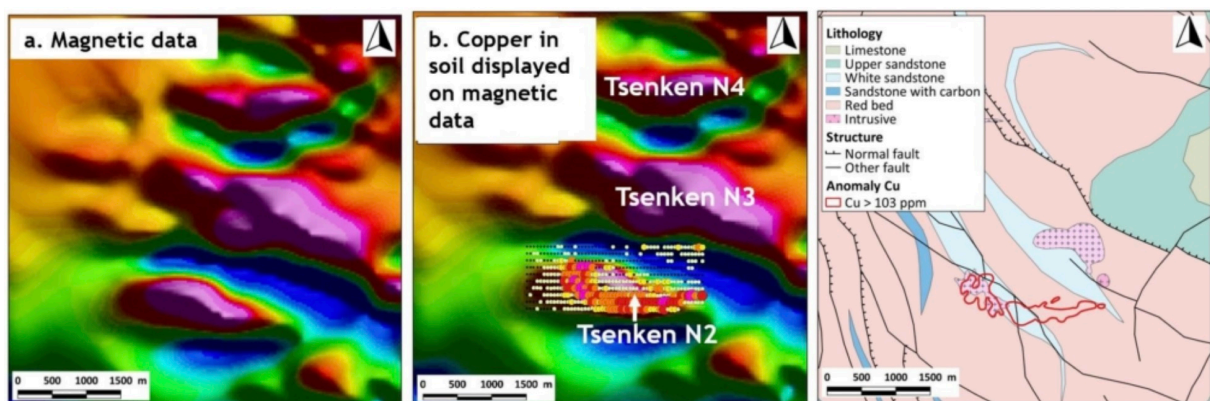 a. Magnetic data
0 500 1000 1500 m
b. Copper in
soil displayed
on magnetic
data
Tsenken N4
Tsenken N3
Tsenken N2
0 500 1000 1500 m
Lithology
Limestone
Upper sandstone
White sandstone
Sandstone with carbon
Red bed
Intrusive
Structure
Normal fault
Other fault
Anomaly Cu
Cu > 103 ppm
0 500 1000 1500 m